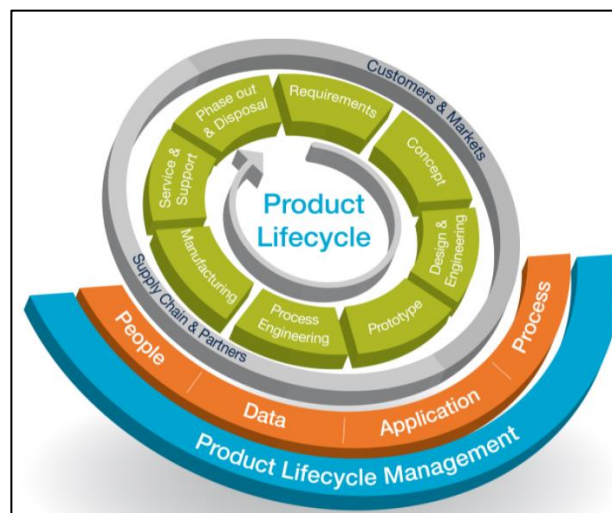 Customers & Markets
Requirements
Concept
Design &
Engineering
Prototype
Process
Engineering
Manufacturing
Service &
Support
Phase out
& Disposal
Product
Lifecycle
Supply Chain & Partners
People
Data
Application
Process
Product Lifecycle Management